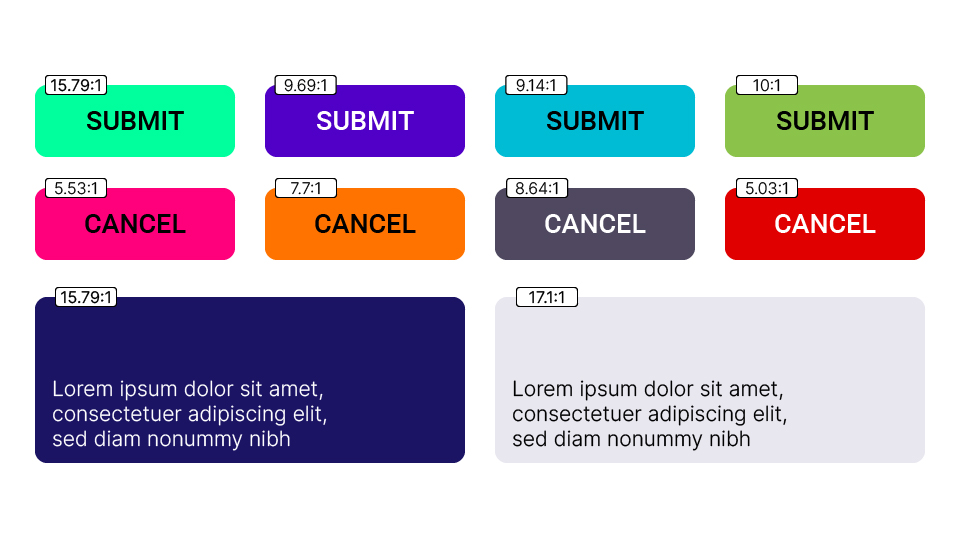 15.79:1
9.69:1
9.14:1
10:1
SUBMIT
SUBMIT
SUBMIT
SUBMIT
5.53:1
7.7:1
8.64:1
5.03:1
CANCEL
CANCEL
CANCEL
CANCEL
15.79:1
Lorem ipsum dolor sit amet,
consectetuer adipiscing elit,
sed diam nonummy nibh
17.1:1
Lorem ipsum dolor sit amet,
consectetuer adipiscing elit,
sed diam nonummy nibh